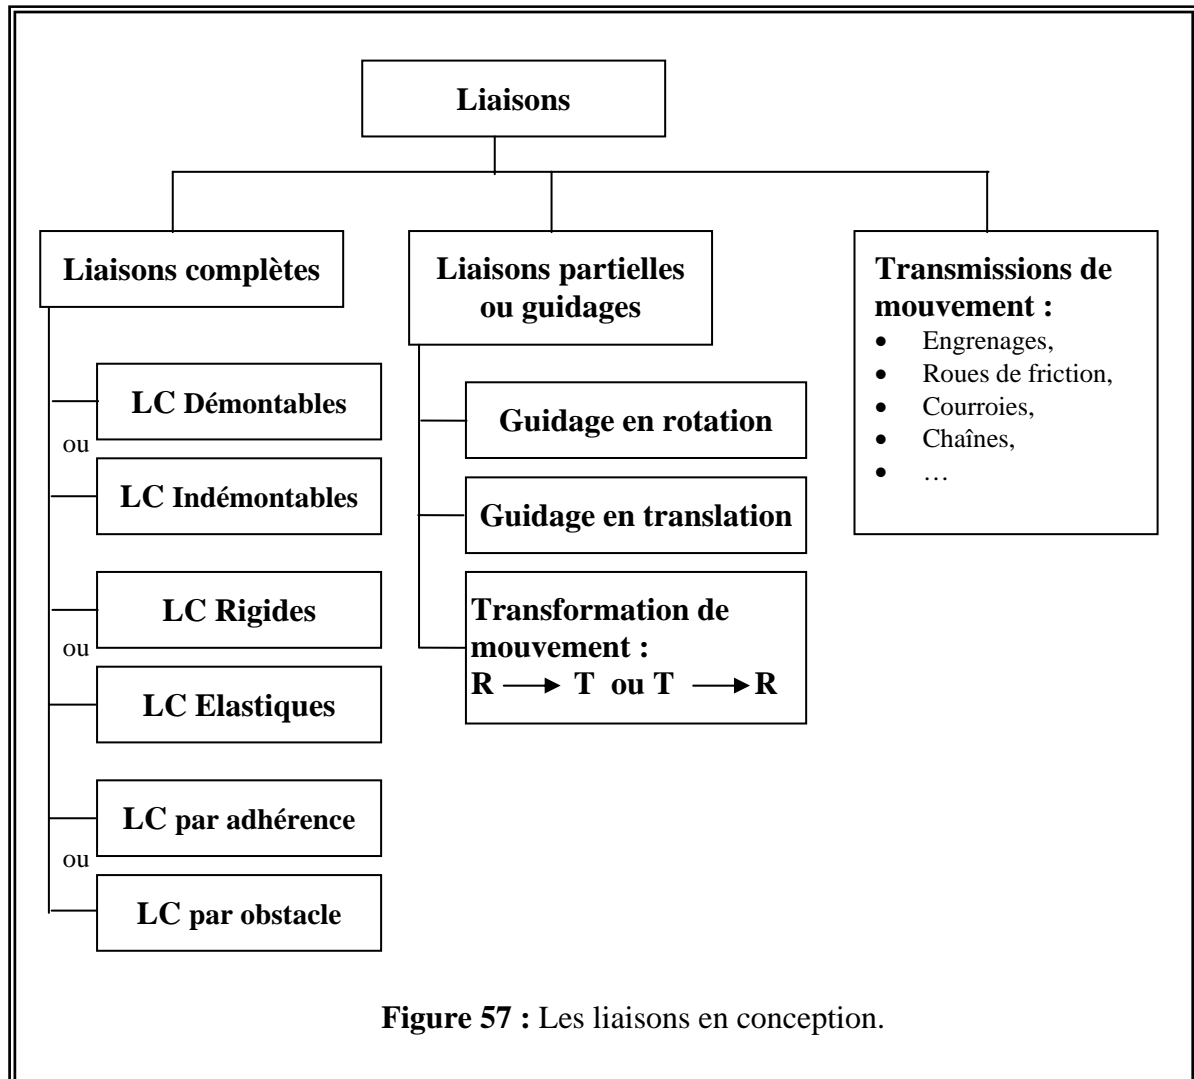 Liaisons
Liaisons complètes
LC Démontables
ou
LC Indémontables
LC Rigides
ou
LC Elastiques
LC par adhérence
ou
LC par obstacle
Liaisons partielles
ou guidages
Guidage en rotation
Guidage en translation
Transformation de
mouvement :
R → T ou T → R
Transmissions de
mouvement :
• Engrenages,
• Roues de friction,
• Courroies,
• Chaînes,
• …
Figure 57 : Les liaisons en conception.